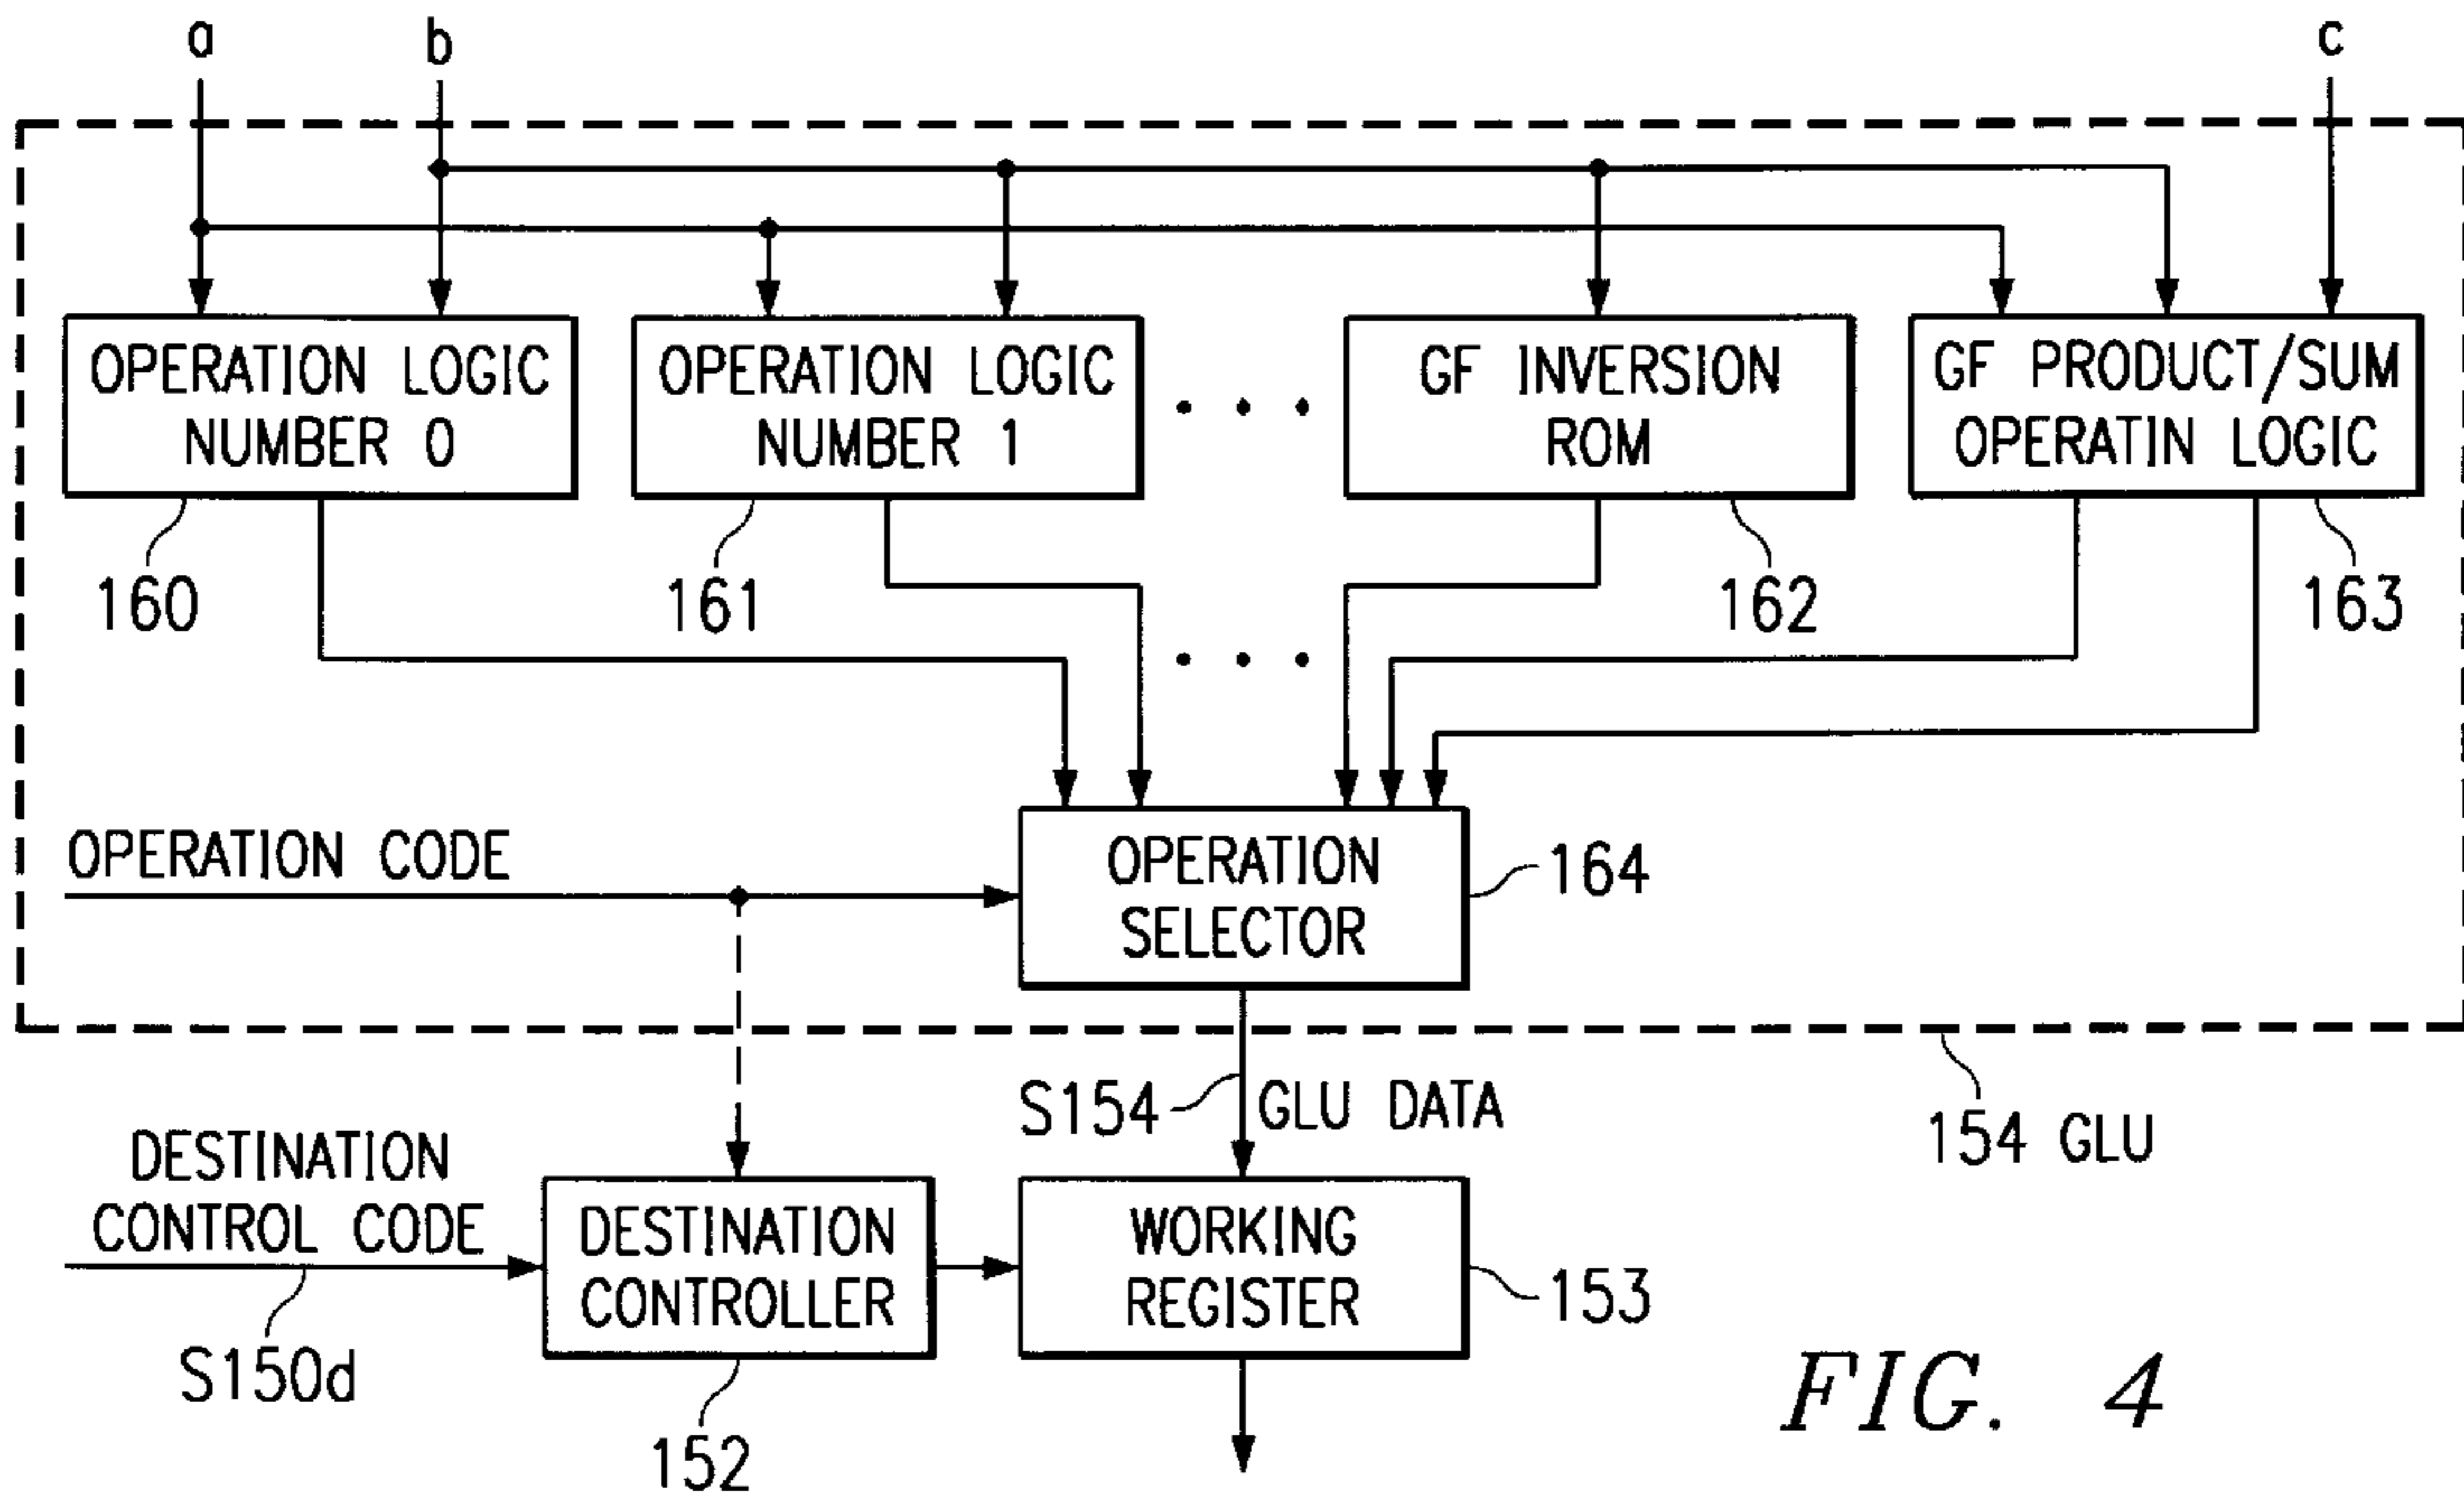 a
b
c
OPERATION LOGIC
NUMBER 0
OPERATION LOGIC
NUMBER 1
GF INVERSION
ROM
GF PRODUCT/SUM
OPERATIN LOGIC
160
161
162
163
OPERATION CODE
OPERATION
SELECTOR
164
S154
GLU DATA
154 GLU
DESTINATION
CONTROL CODE
S150d
DESTINATION
CONTROLLER
152
WORKING
REGISTER
153
FIG. 4